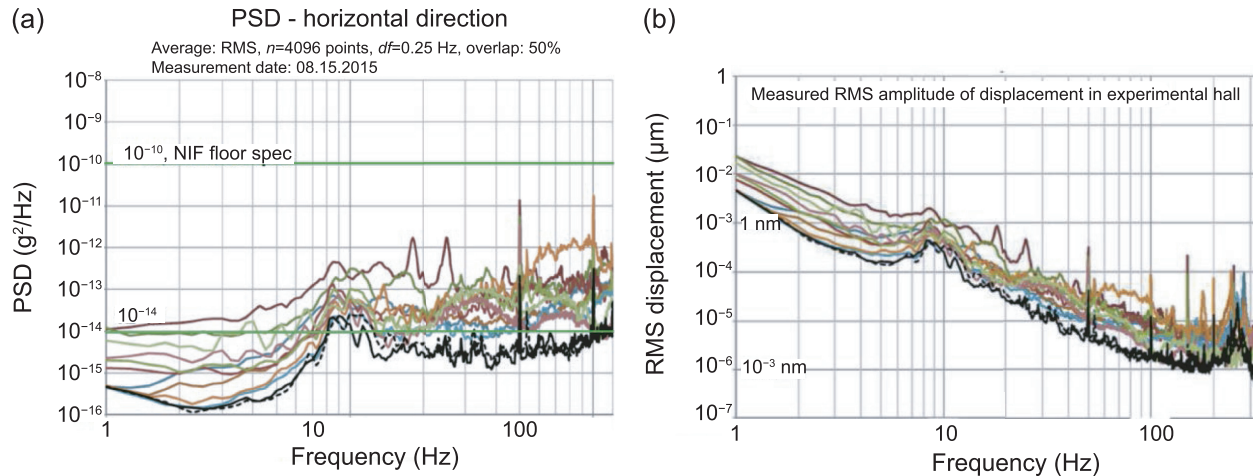 (a)
PSD - horizontal direction
Average: RMS, n=4096 points, df=0.25 Hz, overlap: 50%
Measurement date: 08.15.2015
10⁻⁸
10⁻⁹
10⁻¹⁰
10⁻¹¹
10⁻¹²
10⁻¹³
10⁻¹⁴
10⁻¹⁵
10⁻¹⁶
PSD (g²/Hz)
10⁻¹⁰, NIF floor spec
10⁻¹⁴
1
10
100
Frequency (Hz)
(b)
Measured RMS amplitude of displacement in experimental hall
1
10⁻¹
10⁻²
10⁻³
10⁻⁴
10⁻⁵
10⁻⁶
10⁻⁷
RMS displacement (μm)
1 nm
10⁻³ nm
1
10
100
Frequency (Hz)